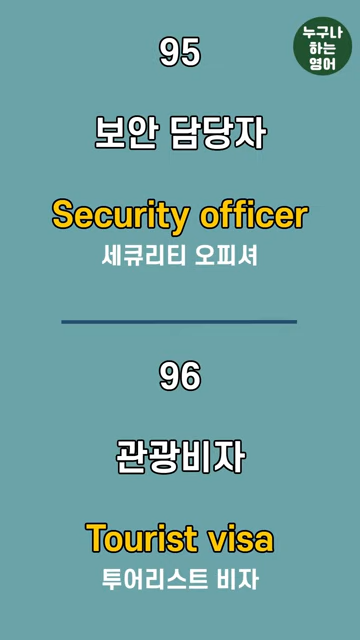 95
누구나
하는
영어
보안 담당자
Security officer
세큐리티 오피셔
96
관광비자
Tourist visa
투어리스트 비자